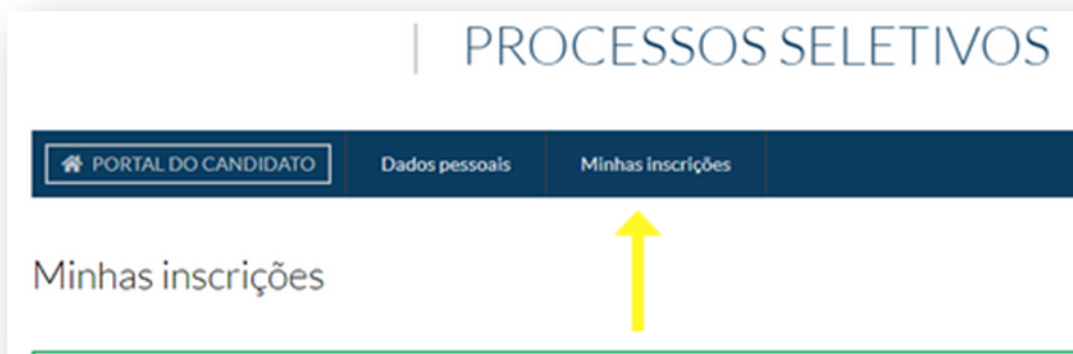 PROCESSOS SELETIVOS
PORTAL DO CANDIDATO Dados pessoais Minhas inscrições
Minhas inscrições